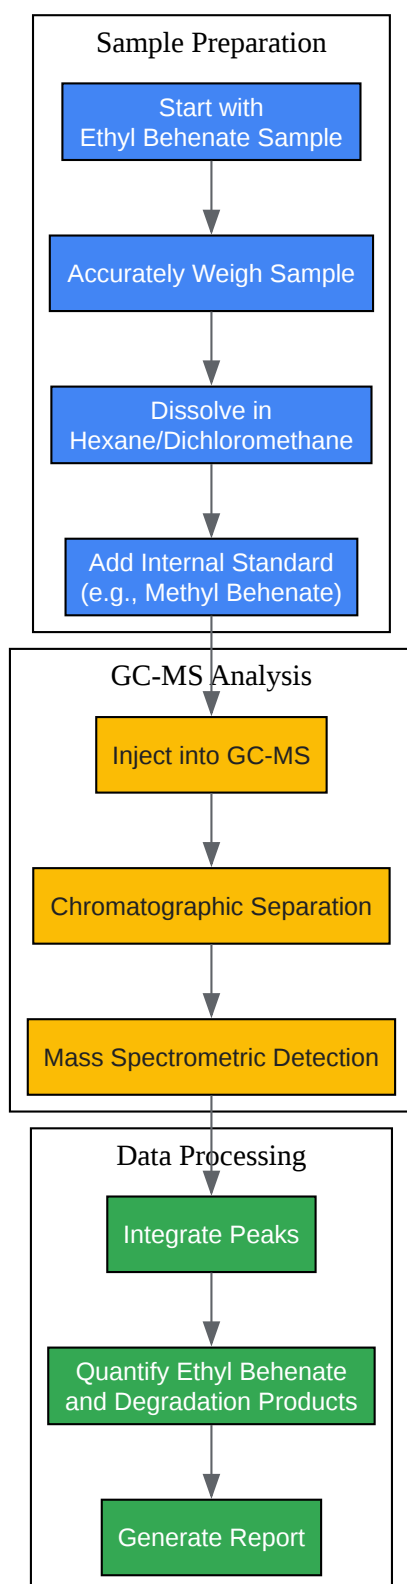 Sample Preparation
Start with
Ethyl Behenate Sample
Accurately Weigh Sample
Dissolve in
Hexane/Dichloromethane
Add Internal Standard
(e.g., Methyl Behenate)
GC-MS Analysis
Inject into GC-MS
Chromatographic Separation
Mass Spectrometric Detection
Data Processing
Integrate Peaks
Quantify Ethyl Behenate
and Degradation Products
Generate Report